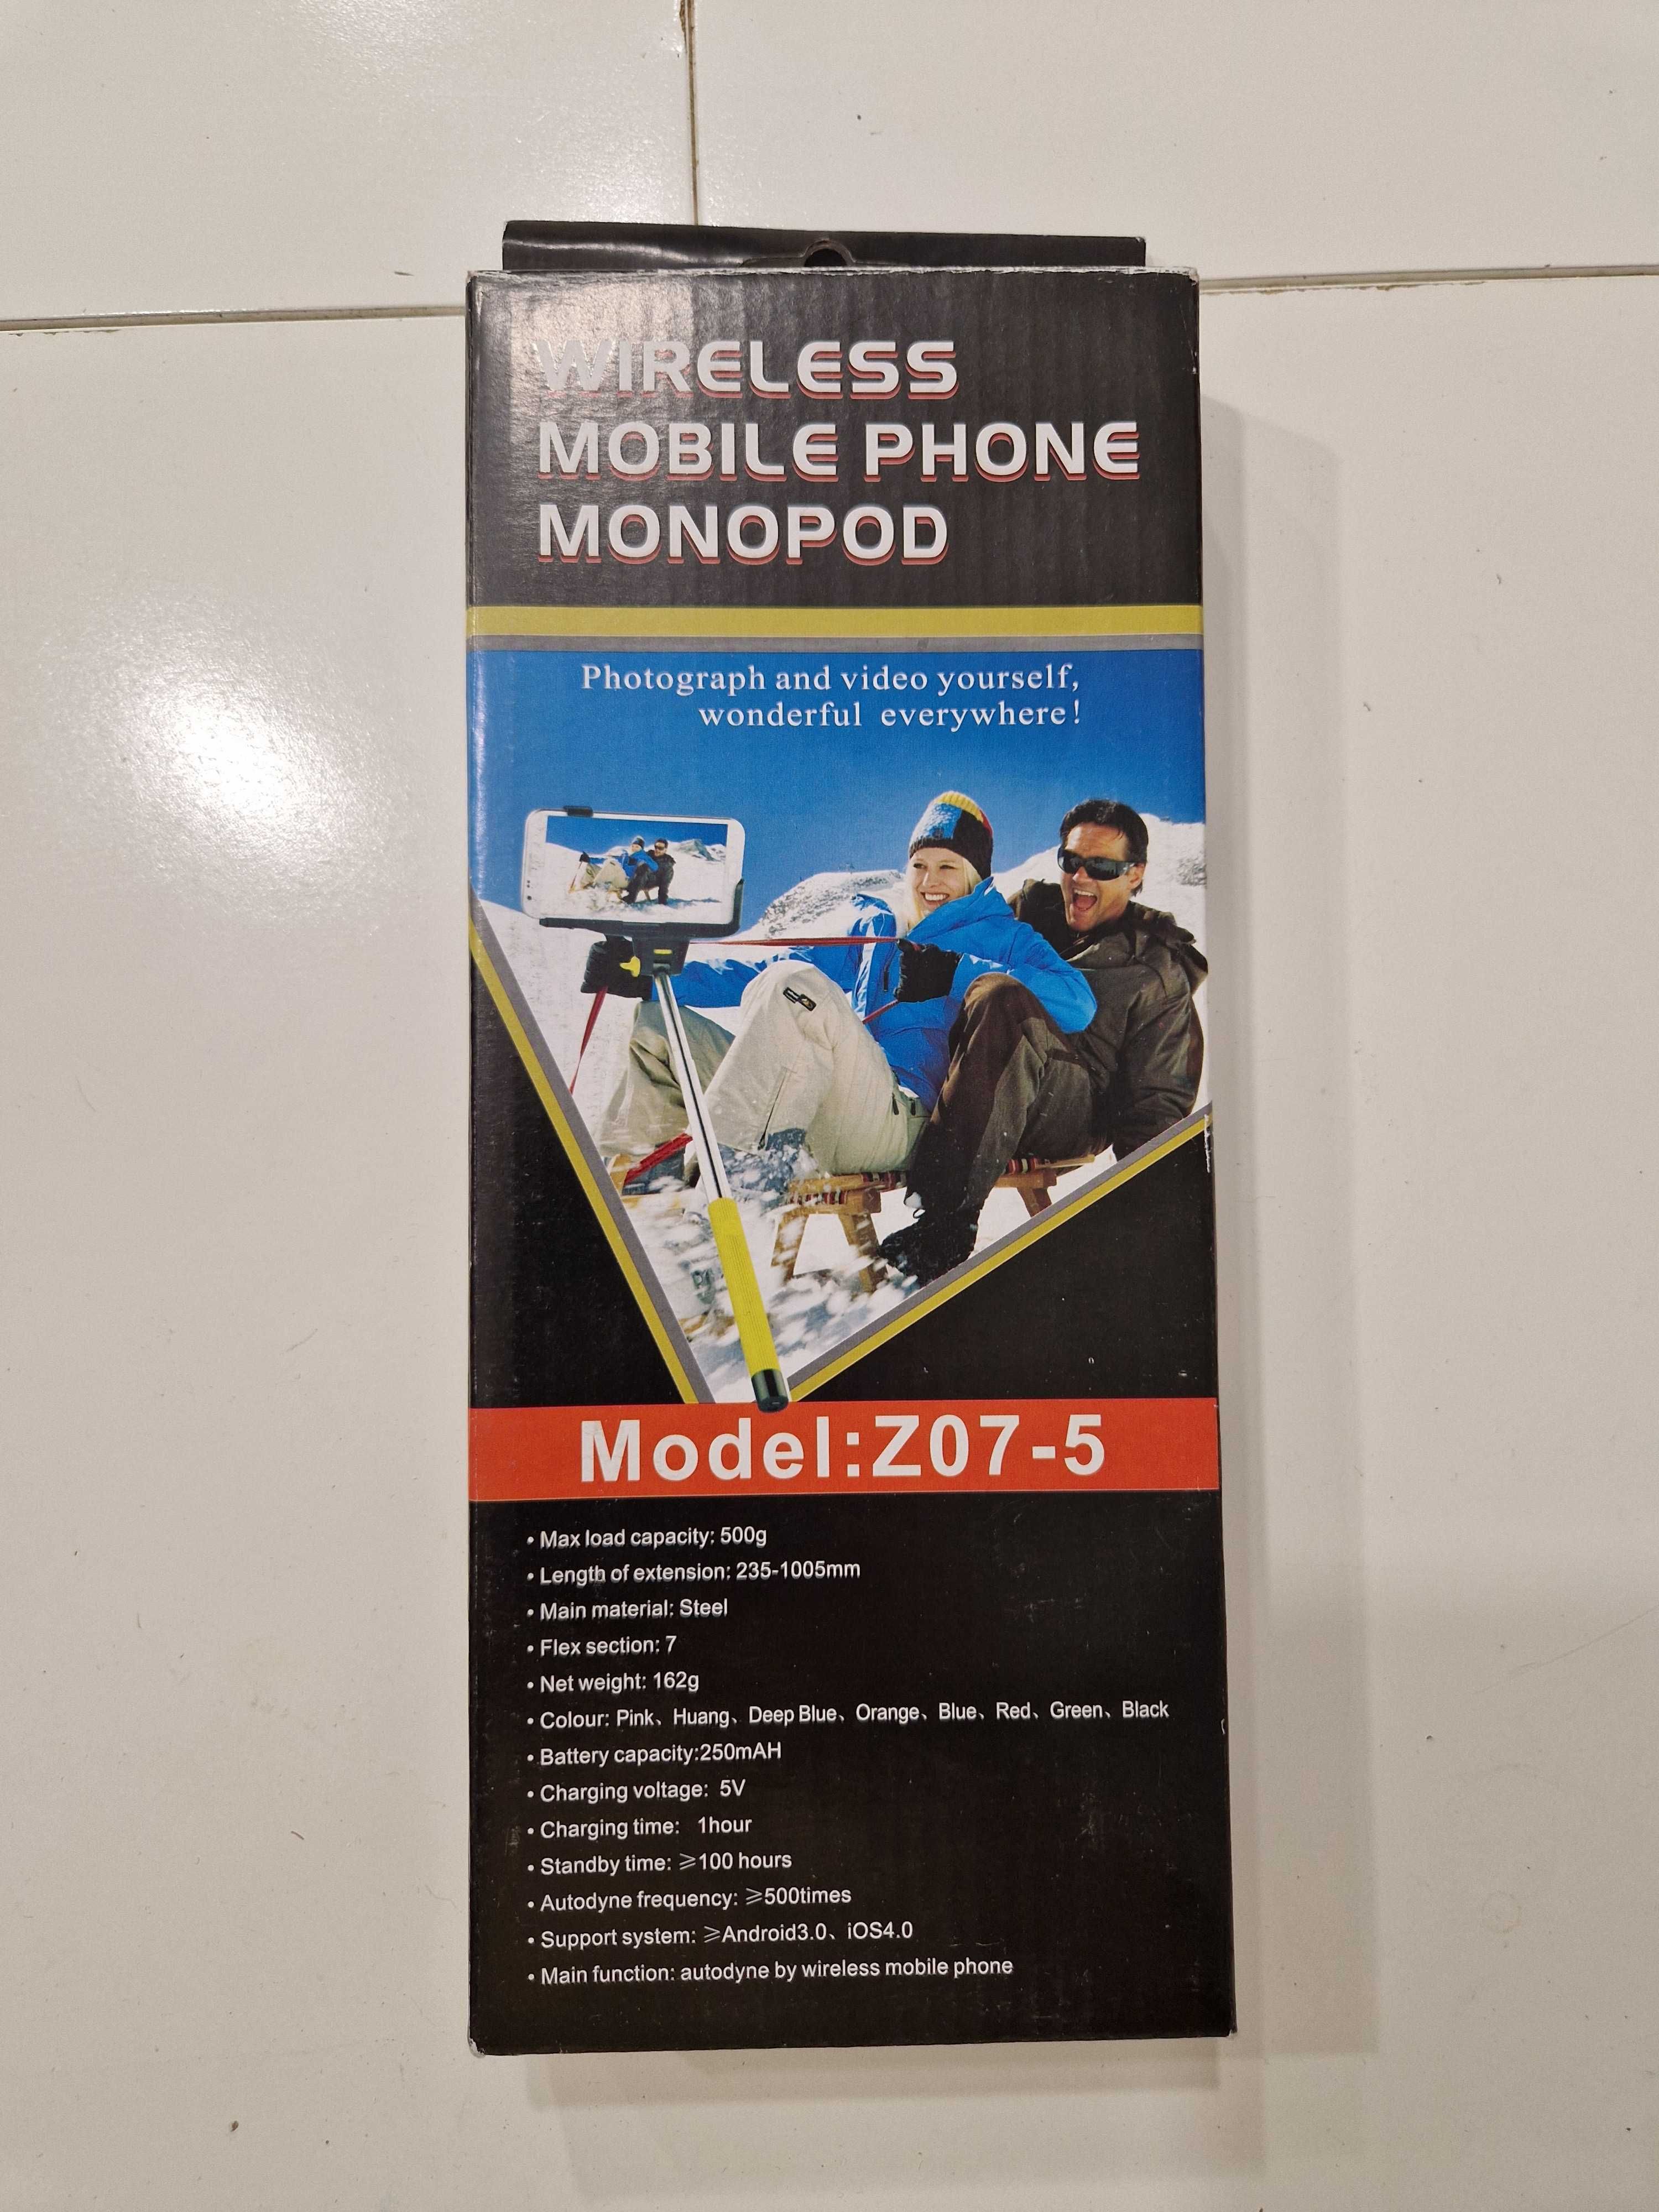 WIRELESS
MOBILE PHONE
MONOPOD
Photograph and video yourself,
wonderful everywhere!
Model:Z07-5
• Max load capacity: 500g
• Length of extension: 235-1005mm
• Main material: Steel
• Flex section: 7
• Net weight: 162g
• Colour: Pink、Huang、Deep Blue、Orange、Blue、Red、Green、Black
• Battery capacity:250mAH
• Charging voltage: 5V
• Charging time: 1hour
• Standby time: ⩾100 hours
• Autodyne frequency: ⩾500times
• Support system: ⩾Android3.0、iOS4.0
• Main function: autodyne by wireless mobile phone